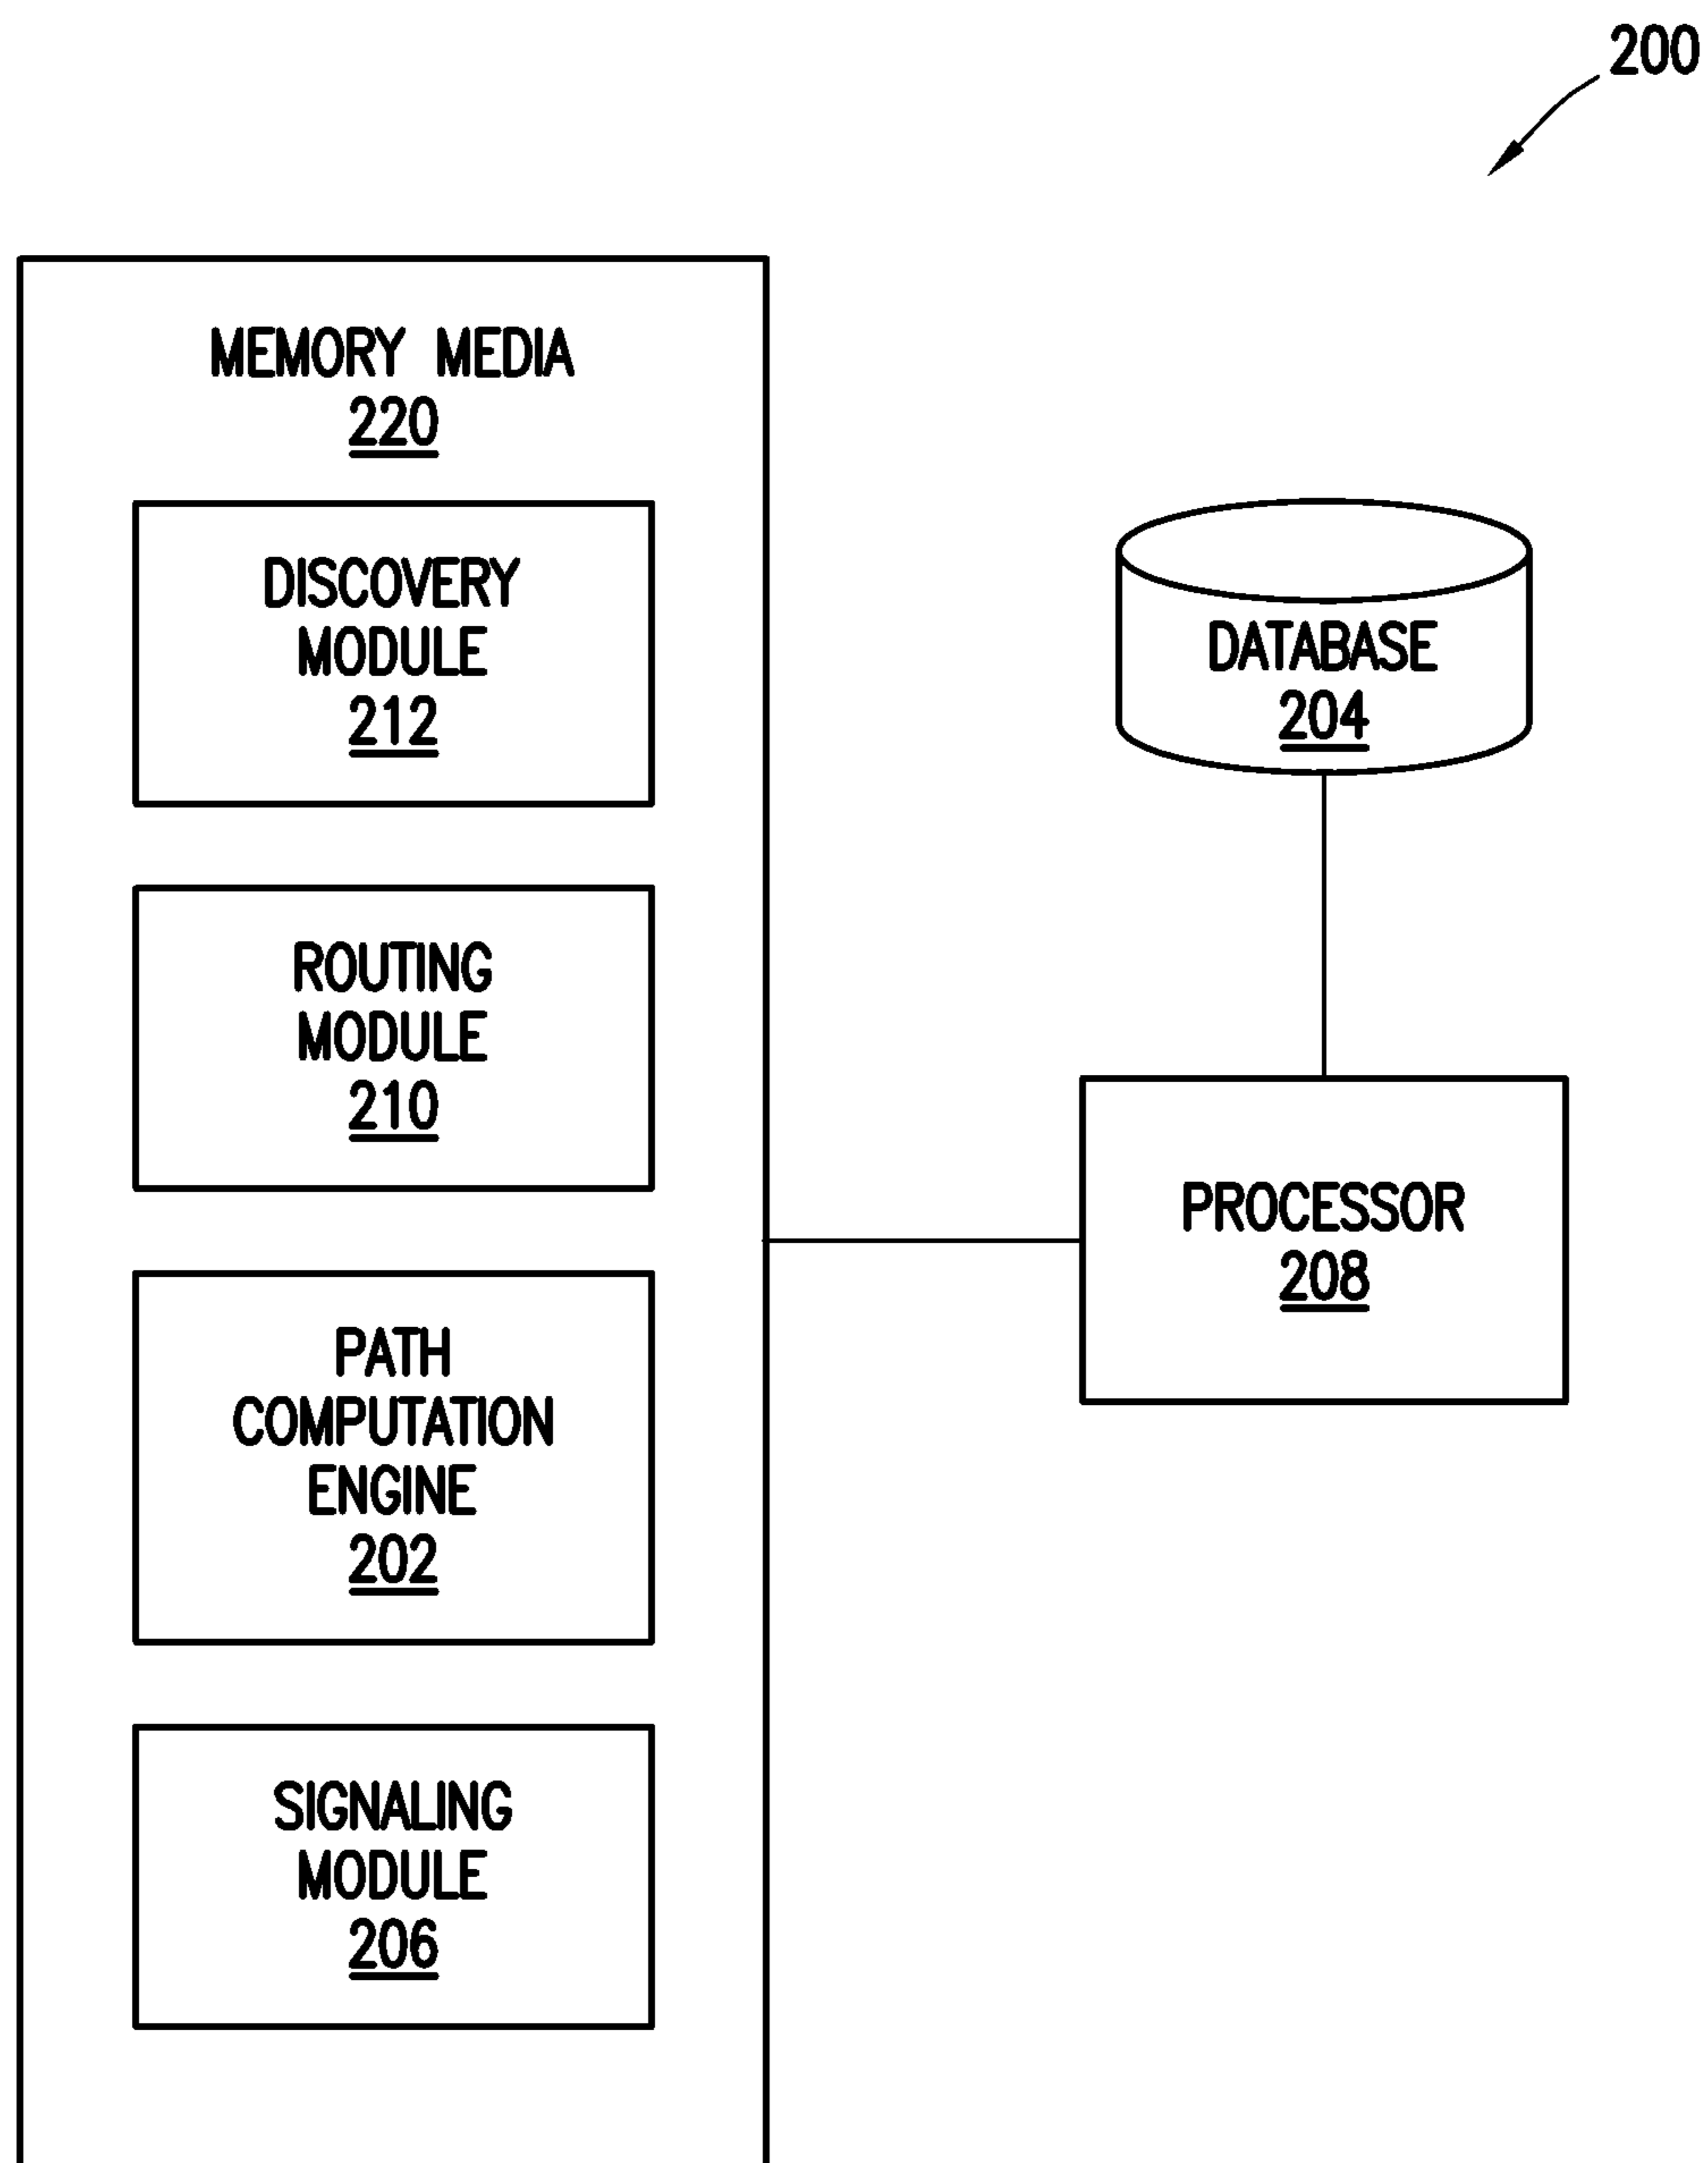 200
MEMORY MEDIA
220
DISCOVERY
MODULE
212
ROUTING
MODULE
210
PATH
COMPUTATION
ENGINE
202
SIGNALING
MODULE
206
DATABASE
204
PROCESSOR
208